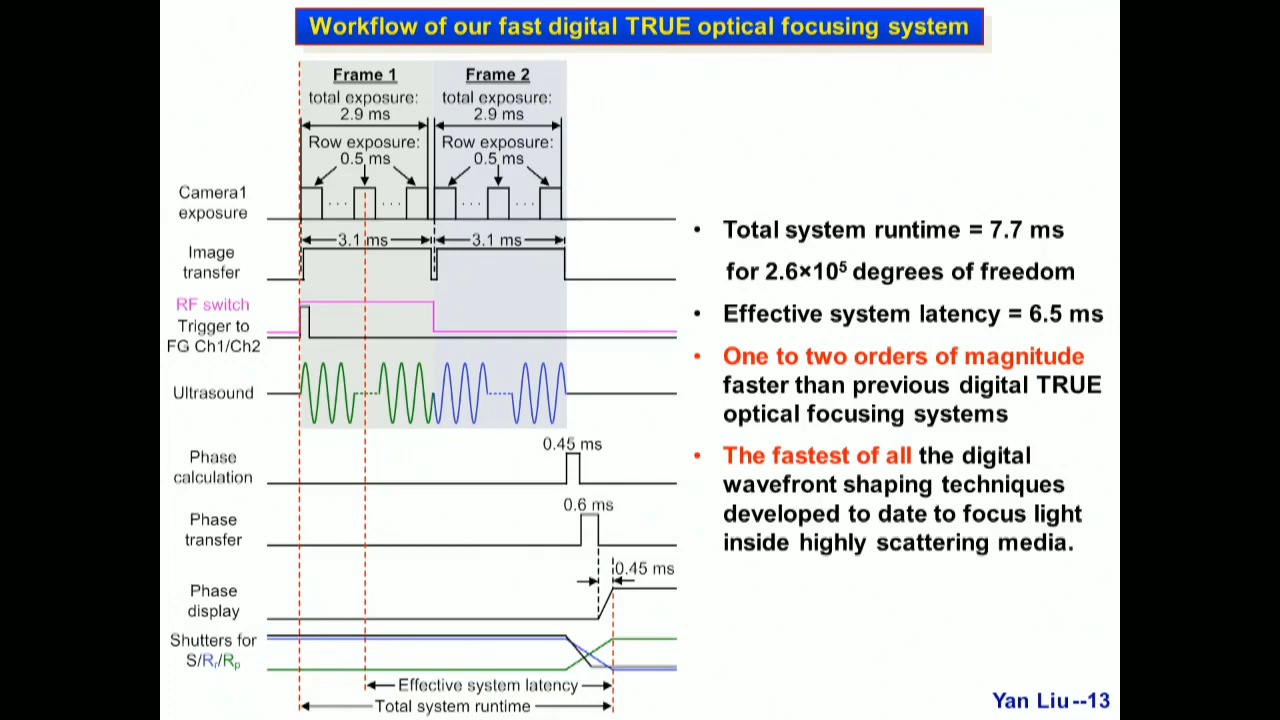 Workflow of our fast digital TRUE optical focusing system
Frame 1
Frame 2
total exposure:
2.9 ms
total exposure:
2.9 ms
Row exposure:
0.5 ms
Row exposure:
0.5 ms
Camera1
exposure
3.1 ms
3.1 ms
Image
transfer
RF switch
Trigger to
FG Ch1/Ch2
Ultrasound
0.45 ms
Phase
calculation
0.6 ms
Phase
transfer
0.45 ms
Phase
display
Shutters for
S/Rr/Rp
Effective system latency
Total system runtime
• Total system runtime = 7.7 ms
for 2.6×10⁵ degrees of freedom
• Effective system latency = 6.5 ms
• One to two orders of magnitude
faster than previous digital TRUE
optical focusing systems
• The fastest of all the digital
wavefront shaping techniques
developed to date to focus light
inside highly scattering media.
Yan Liu--13